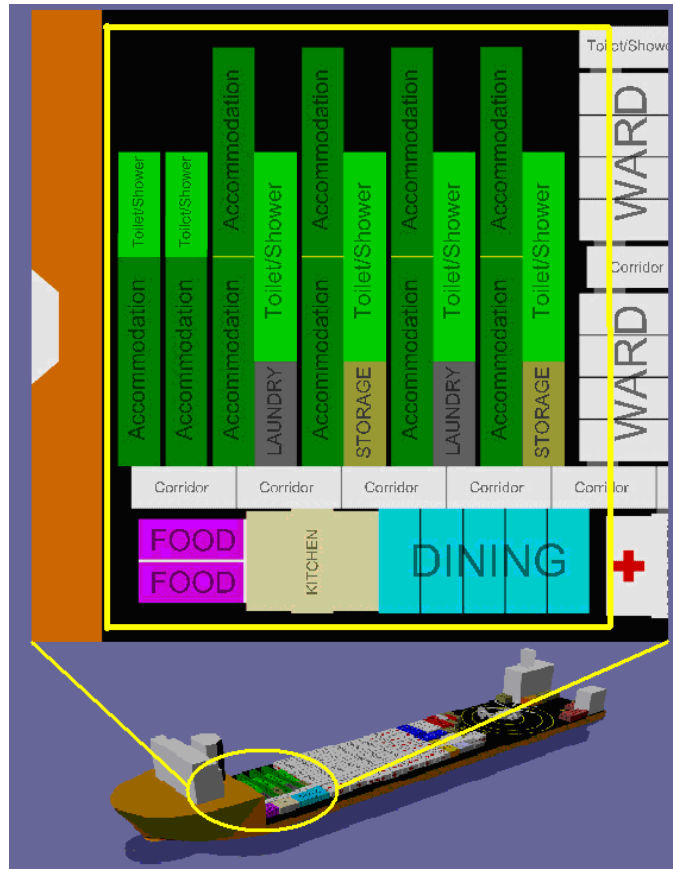 Toilet/Showe
Accommodation
Accommodation
Accommodation
Accommodation
WARD
Toilet/Shower
Toilet/Shower
Toilet/Shower
Toilet/Shower
Toilet/Shower
Toilet/Shower
Corridor
Accommodation
Accommodation
Accommodation
Accommodation
Accommodation
Accommodation
WARD
LAUNDRY
STORAGE
LAUNDRY
STORAGE
Corridor
Corridor
Corridor
Corridor
Corridor
FOOD
FOOD
KITCHEN
DINING